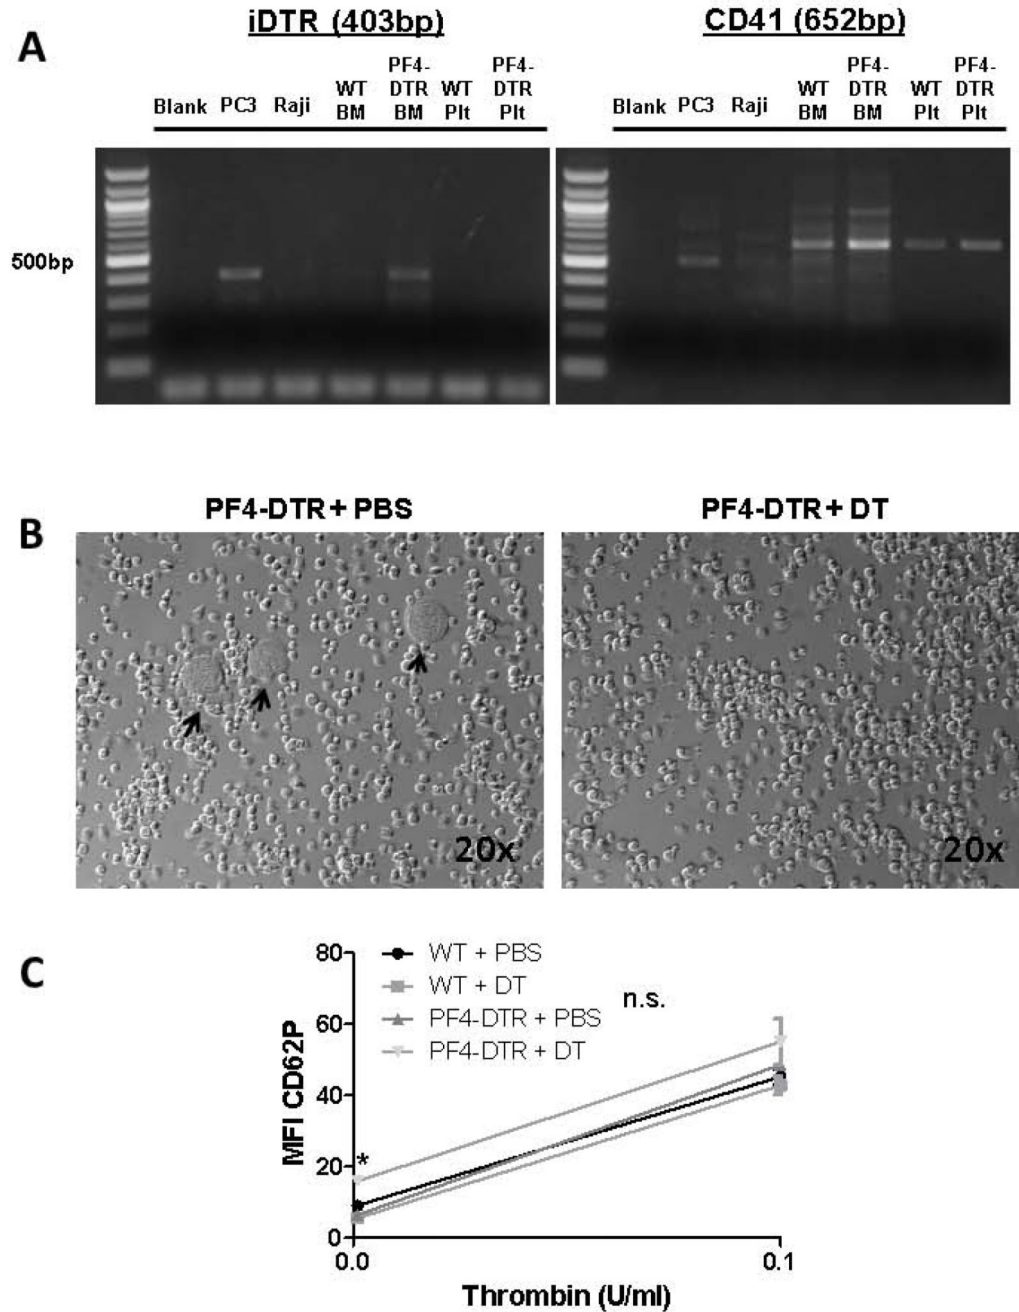 A
iDTR (403bp)
Blank PC3 Raji WT BM PF4-DTR BM WT Plt PF4-DTR Plt
CD41 (652bp)
Blank PC3 Raji WT BM PF4-DTR BM WT Plt PF4-DTR Plt
500bp
B
PF4-DTR + PBS
PF4-DTR + DT
20x
20x
C
80
60
40
20
0
MFI CD62P
WT + PBS
WT + DT
PF4-DTR + PBS
PF4-DTR + DT
n.s.
*
0.0
0.1
Thrombin (U/ml)